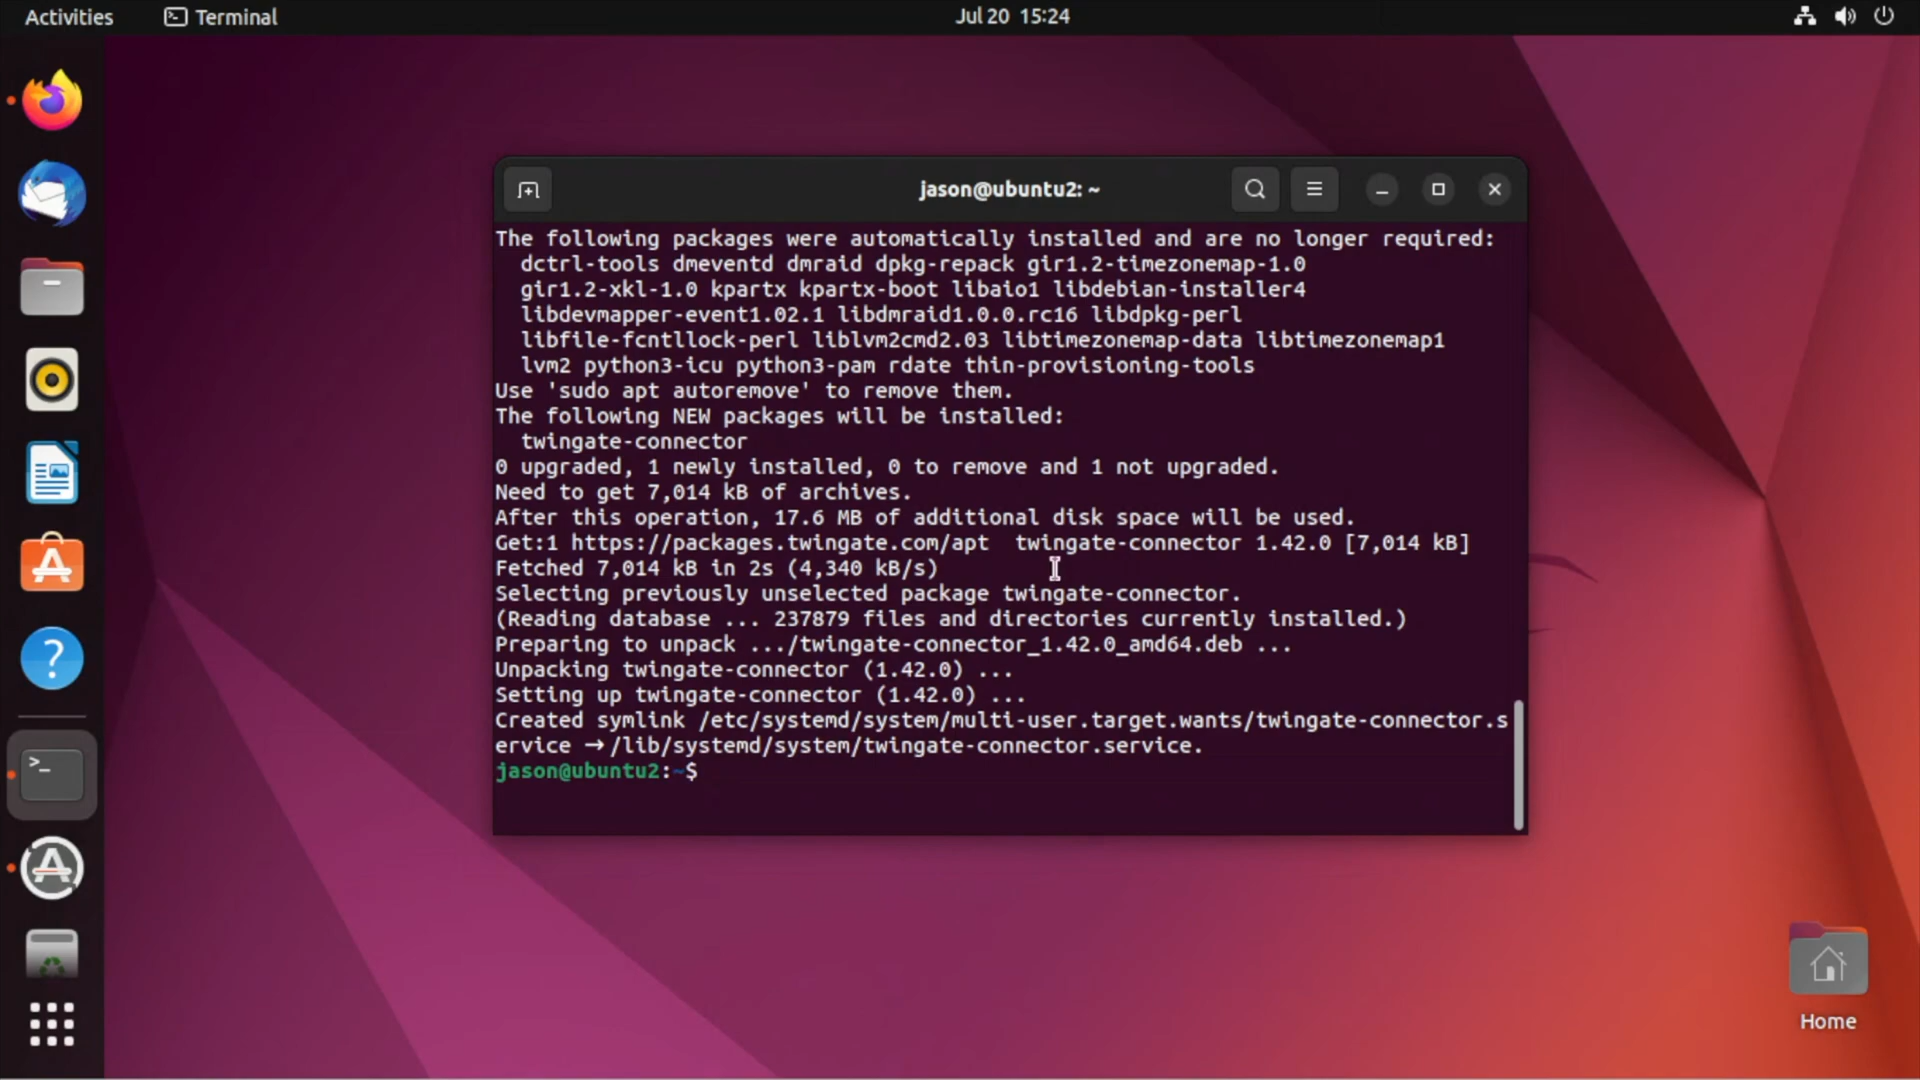 Activities Terminal Jul 20 15:24
jason@ubuntu2: ~
The following packages were automatically installed and are no longer required:
dctrl-tools dmeventd dmraid dpkg-repack gir1.2-timezonemap-1.0
gir1.2-xkl-1.0 kpartx kpartx-boot libaio1 libdebian-installer4
libdevmapper-event1.02.1 libdmraid1.0.0.rc16 libdpkg-perl
libfile-fcntllock-perl liblvm2cmd2.03 libtimezonemap-data libtimezonemap1
lvm2 python3-icu python3-pam rdate thin-provisioning-tools
Use 'sudo apt autoremove' to remove them.
The following NEW packages will be installed:
twingate-connector
0 upgraded, 1 newly installed, 0 to remove and 1 not upgraded.
Need to get 7,014 kB of archives.
After this operation, 17.6 MB of additional disk space will be used.
Get:1 https://packages.twingate.com/apt  twingate-connector 1.42.0 [7,014 kB]
Fetched 7,014 kB in 2s (4,340 kB/s)
Selecting previously unselected package twingate-connector.
(Reading database ... 237879 files and directories currently installed.)
Preparing to unpack .../twingate-connector_1.42.0_amd64.deb ...
Unpacking twingate-connector (1.42.0) ...
Setting up twingate-connector (1.42.0) ...
Created symlink /etc/systemd/system/multi-user.target.wants/twingate-connector.s
ervice → /lib/systemd/system/twingate-connector.service.
jason@ubuntu2:~$
Home